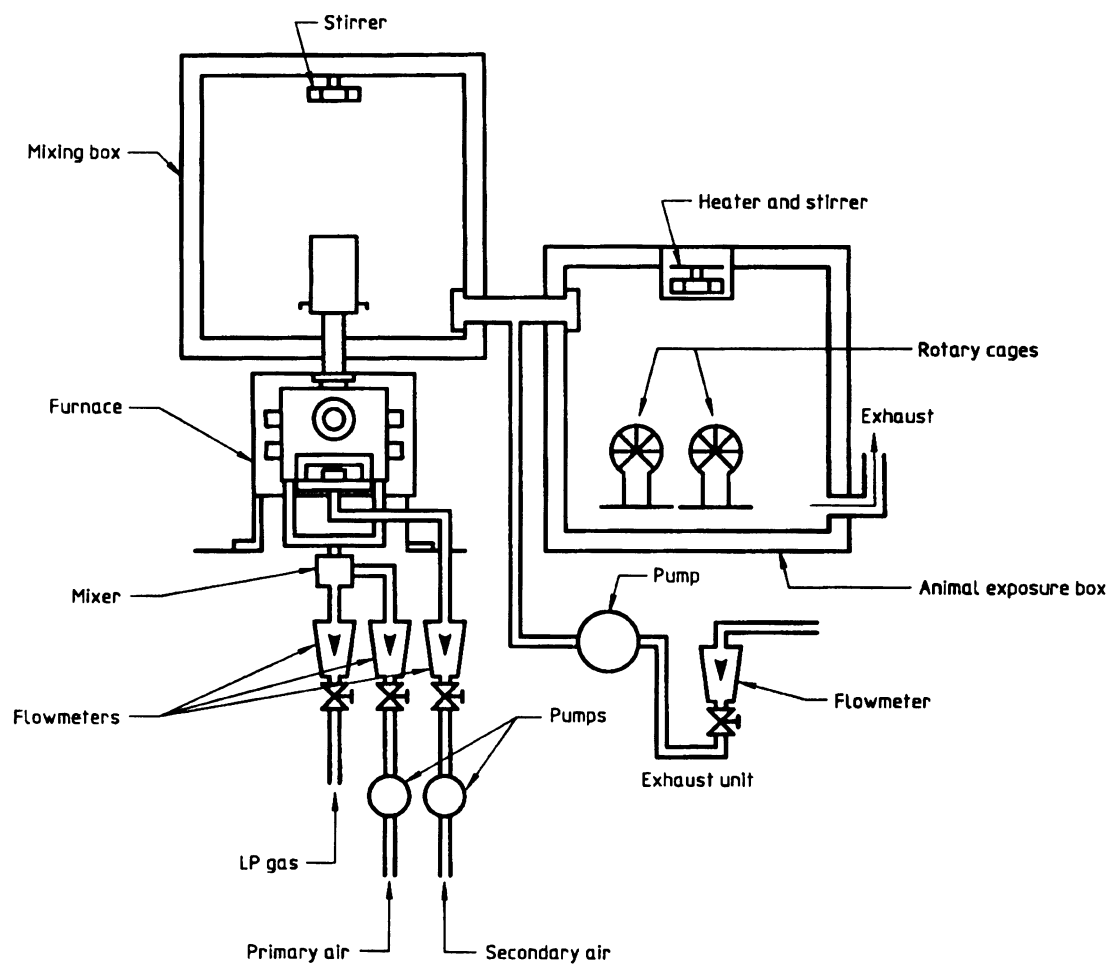 Stirrer
Mixing box
Heater and stirrer
Rotary cages
Furnace
Exhaust
Pump
Mixer
Animal exposure box
Flowmeters
Pumps
Flowmeter
Exhaust unit
LP gas
Primary air
Secondary air